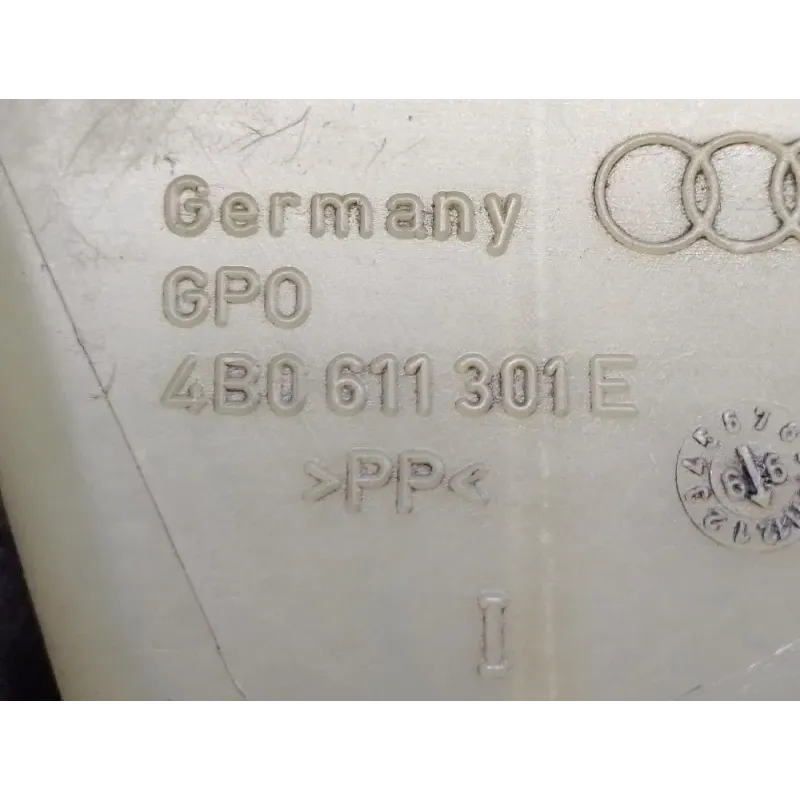 Germany
GPO
4B0 611 301 E
>PP<
I